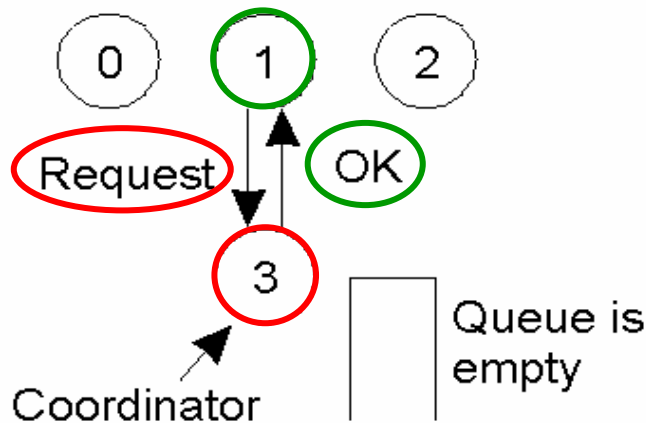 0 1 2
Request OK
3
Queue is
empty
Coordinator